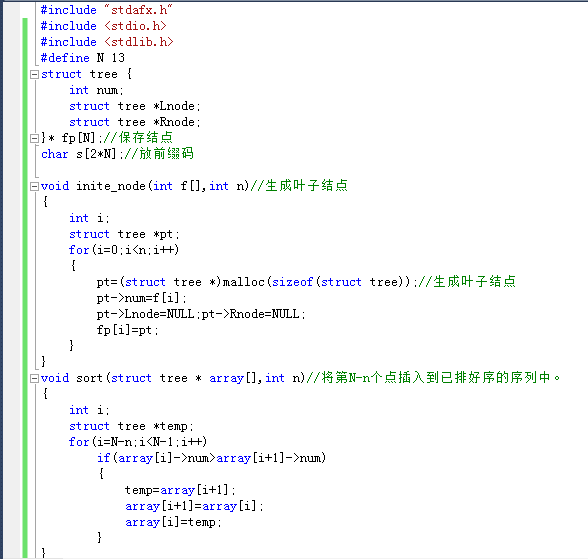 #include "stdafx.h"
#include <stdio.h>
#include <stdlib.h>
#define N 13
struct tree {
int num;
struct tree *Lnode;
struct tree *Rnode;
}* fp[N];//保存结点
char s[2*N];//放前缀码
void inite_node(int f[],int n)//生成叶子结点
{
int i;
struct tree *pt;
for(i=0;i<n;i++)
{
pt=(struct tree *)malloc(sizeof(struct tree));//生成叶子结点
pt->num=f[i];
pt->Lnode=NULL;pt->Rnode=NULL;
fp[i]=pt;
}
}
void sort(struct tree * array[],int n)//将第N-n个点插入到已排好序的序列中。
{
int i;
struct tree *temp;
for(i=N-n;i<N-1;i++)
if(array[i]->num>array[i+1]->num)
{
temp=array[i+1];
array[i+1]=array[i];
array[i]=temp;
}
}